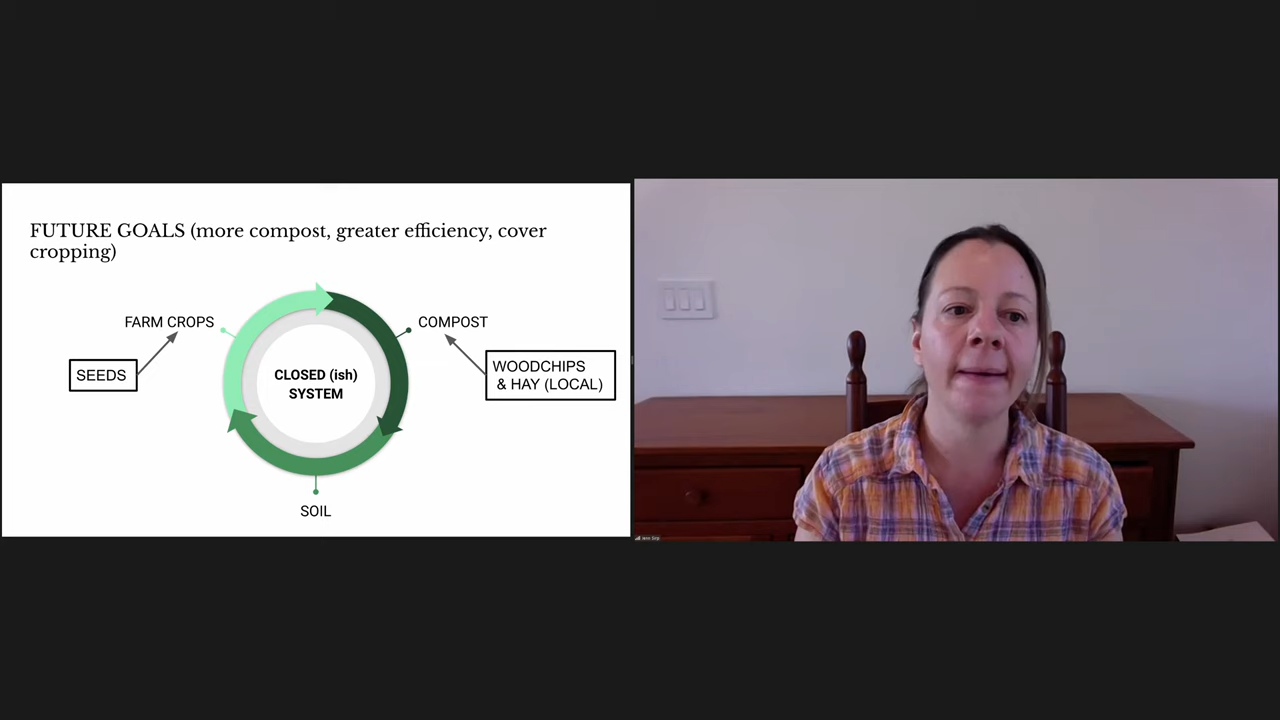 FUTURE GOALS (more compost, greater efficiency, cover
cropping)
FARM CROPS
COMPOST
SEEDS
WOODCHIPS
& HAY (LOCAL)
CLOSED (ish)
SYSTEM
SOIL